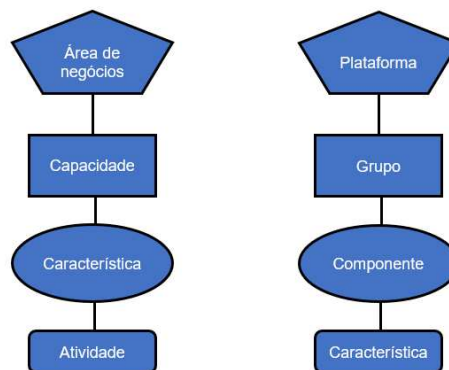 Área de
negócios
Capacidade
Característica
Atividade
Plataforma
Grupo
Componente
Característica